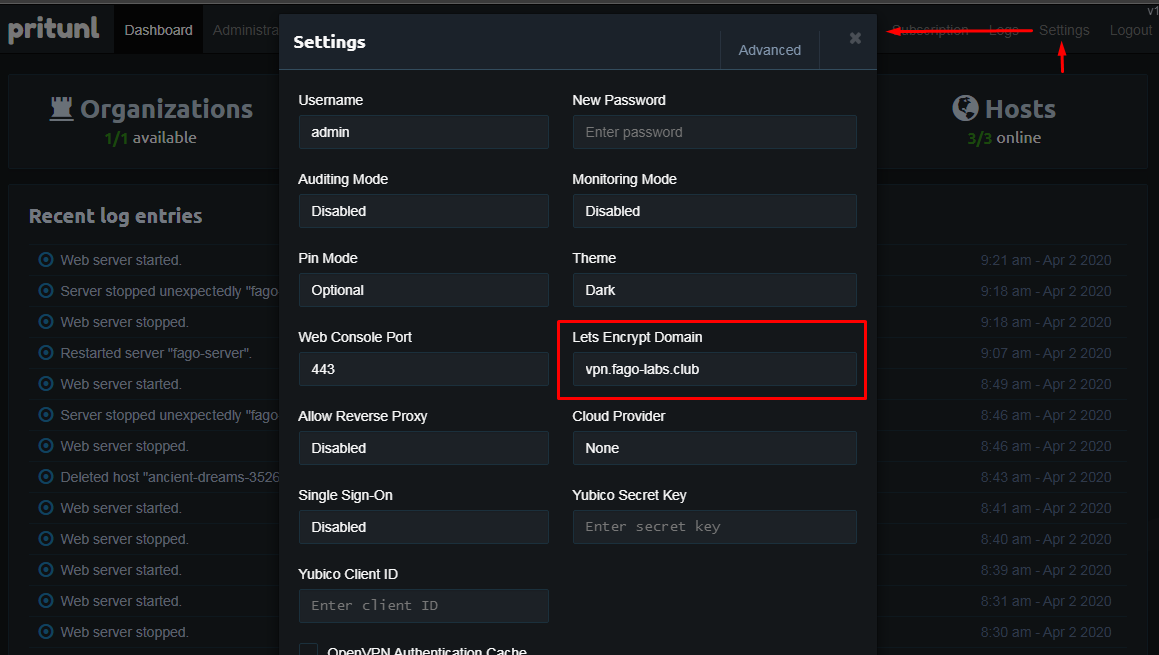 v1
pritunl
Dashboard
Administra
Subscription
Logs
Settings
Logout
Settings
Advanced
Organizations
1/1 available
Hosts
3/3 online
Username
New Password
admin
Enter password
Auditing Mode
Monitoring Mode
Disabled
Disabled
Pin Mode
Theme
Optional
Dark
Web Console Port
Lets Encrypt Domain
443
vpn.fago-labs.club
Allow Reverse Proxy
Cloud Provider
Disabled
None
Single Sign-On
Yubico Secret Key
Disabled
Enter secret key
Yubico Client ID
Enter client ID
OpenVPN Authentication Cache
Recent log entries
Web server started.
9:21 am - Apr 2 2020
Server stopped unexpectedly "fago
9:18 am - Apr 2 2020
Web server stopped.
9:18 am - Apr 2 2020
Restarted server "fago-server".
9:07 am - Apr 2 2020
Web server started.
8:49 am - Apr 2 2020
Server stopped unexpectedly "fago
8:46 am - Apr 2 2020
Web server stopped.
8:46 am - Apr 2 2020
Deleted host "ancient-dreams-3526
8:43 am - Apr 2 2020
Web server started.
8:41 am - Apr 2 2020
Web server stopped.
8:40 am - Apr 2 2020
Web server started.
8:39 am - Apr 2 2020
Web server started.
8:31 am - Apr 2 2020
Web server stopped.
8:30 am - Apr 2 2020